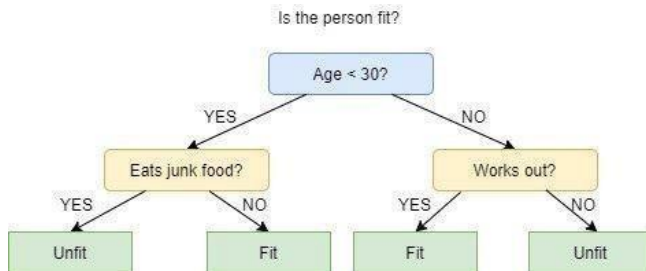 Is the person fit?
Age < 30?
YES
NO
Eats junk food?
Works out?
YES
NO
YES
NO
Unfit
Fit
Fit
Unfit